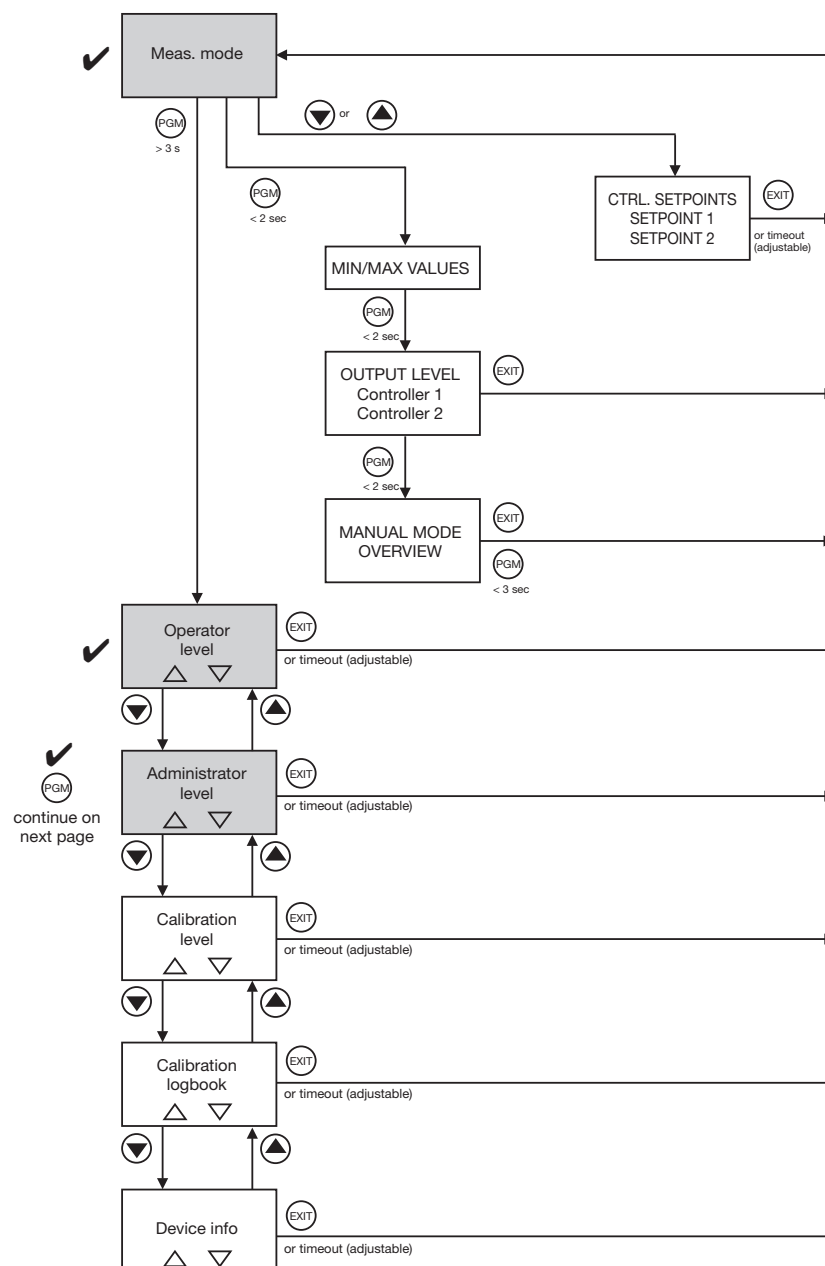 Meas. mode
PGM
> 3 s
or
PGM
< 2 sec
CTRL. SETPOINTS
SETPOINT 1
SETPOINT 2
EXIT
or timeout
(adjustable)
MIN/MAX VALUES
PGM
< 2 sec
OUTPUT LEVEL
Controller 1
Controller 2
EXIT
PGM
< 2 sec
MANUAL MODE
OVERVIEW
EXIT
PGM
< 3 sec
Operator
level
EXIT
or timeout (adjustable)
PGM
continue on
next page
Administrator
level
EXIT
or timeout (adjustable)
Calibration
level
EXIT
or timeout (adjustable)
Calibration
logbook
EXIT
or timeout (adjustable)
Device info
EXIT
or timeout (adjustable)